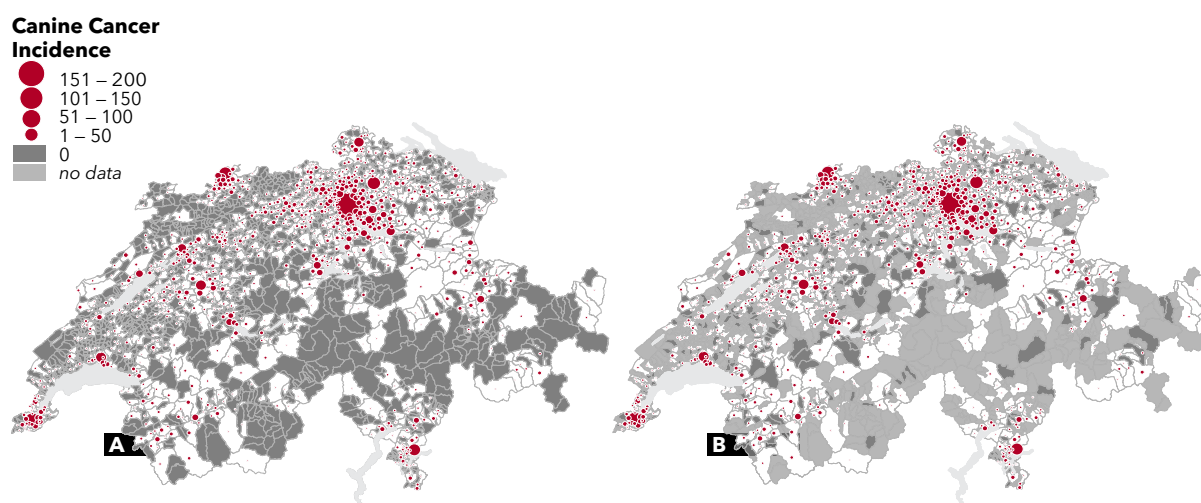 Canine Cancer
Incidence
151 – 200
101 – 150
51 – 100
1 – 50
0
no data
A
B